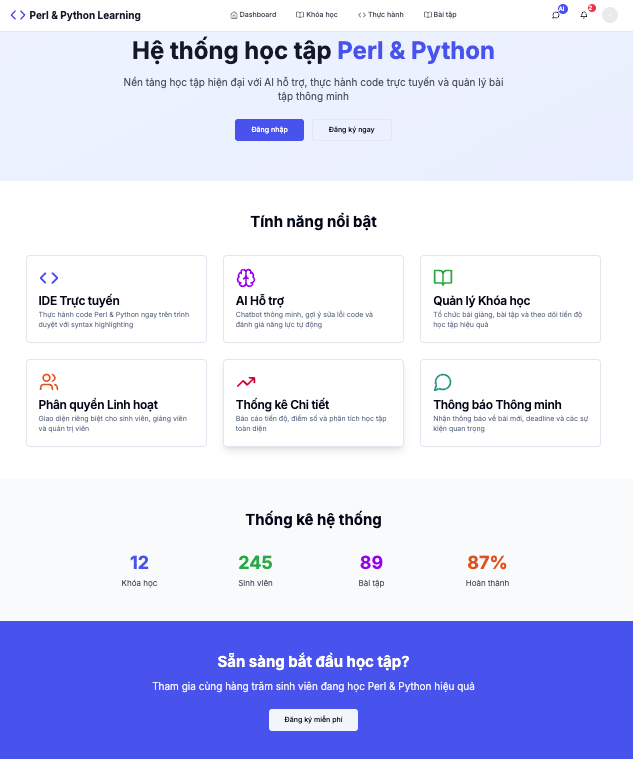 Perl & Python Learning
Dashboard
Khóa học
Thực hành
Bài tập
AI
2
Hệ thống học tập Perl & Python
Nền tảng học tập hiện đại với AI hỗ trợ, thực hành code trực tuyến và quản lý bài
tập thông minh
Đăng nhập
Đăng ký ngay
Tính năng nổi bật
IDE Trực tuyến
Thực hành code Perl & Python ngay trên trình
duyệt với syntax highlighting
AI Hỗ trợ
Chatbot thông minh, gợi ý sửa lỗi code và
đánh giá năng lực tự động
Quản lý Khóa học
Tổ chức bài giảng, bài tập và theo dõi tiến độ
học tập hiệu quả
Phân quyền Linh hoạt
Giao diện riêng biệt cho sinh viên, giảng viên
và quản trị viên
Thống kê Chi tiết
Báo cáo tiến độ, điểm số và phân tích học tập
toàn diện
Thông báo Thông minh
Nhận thông báo về bài mới, deadline và các sự
kiện quan trọng
Thống kê hệ thống
12
Khóa học
245
Sinh viên
89
Bài tập
87%
Hoàn thành
Sẵn sàng bắt đầu học tập?
Tham gia cùng hàng trăm sinh viên đang học Perl & Python hiệu quả
Đăng ký miễn phí